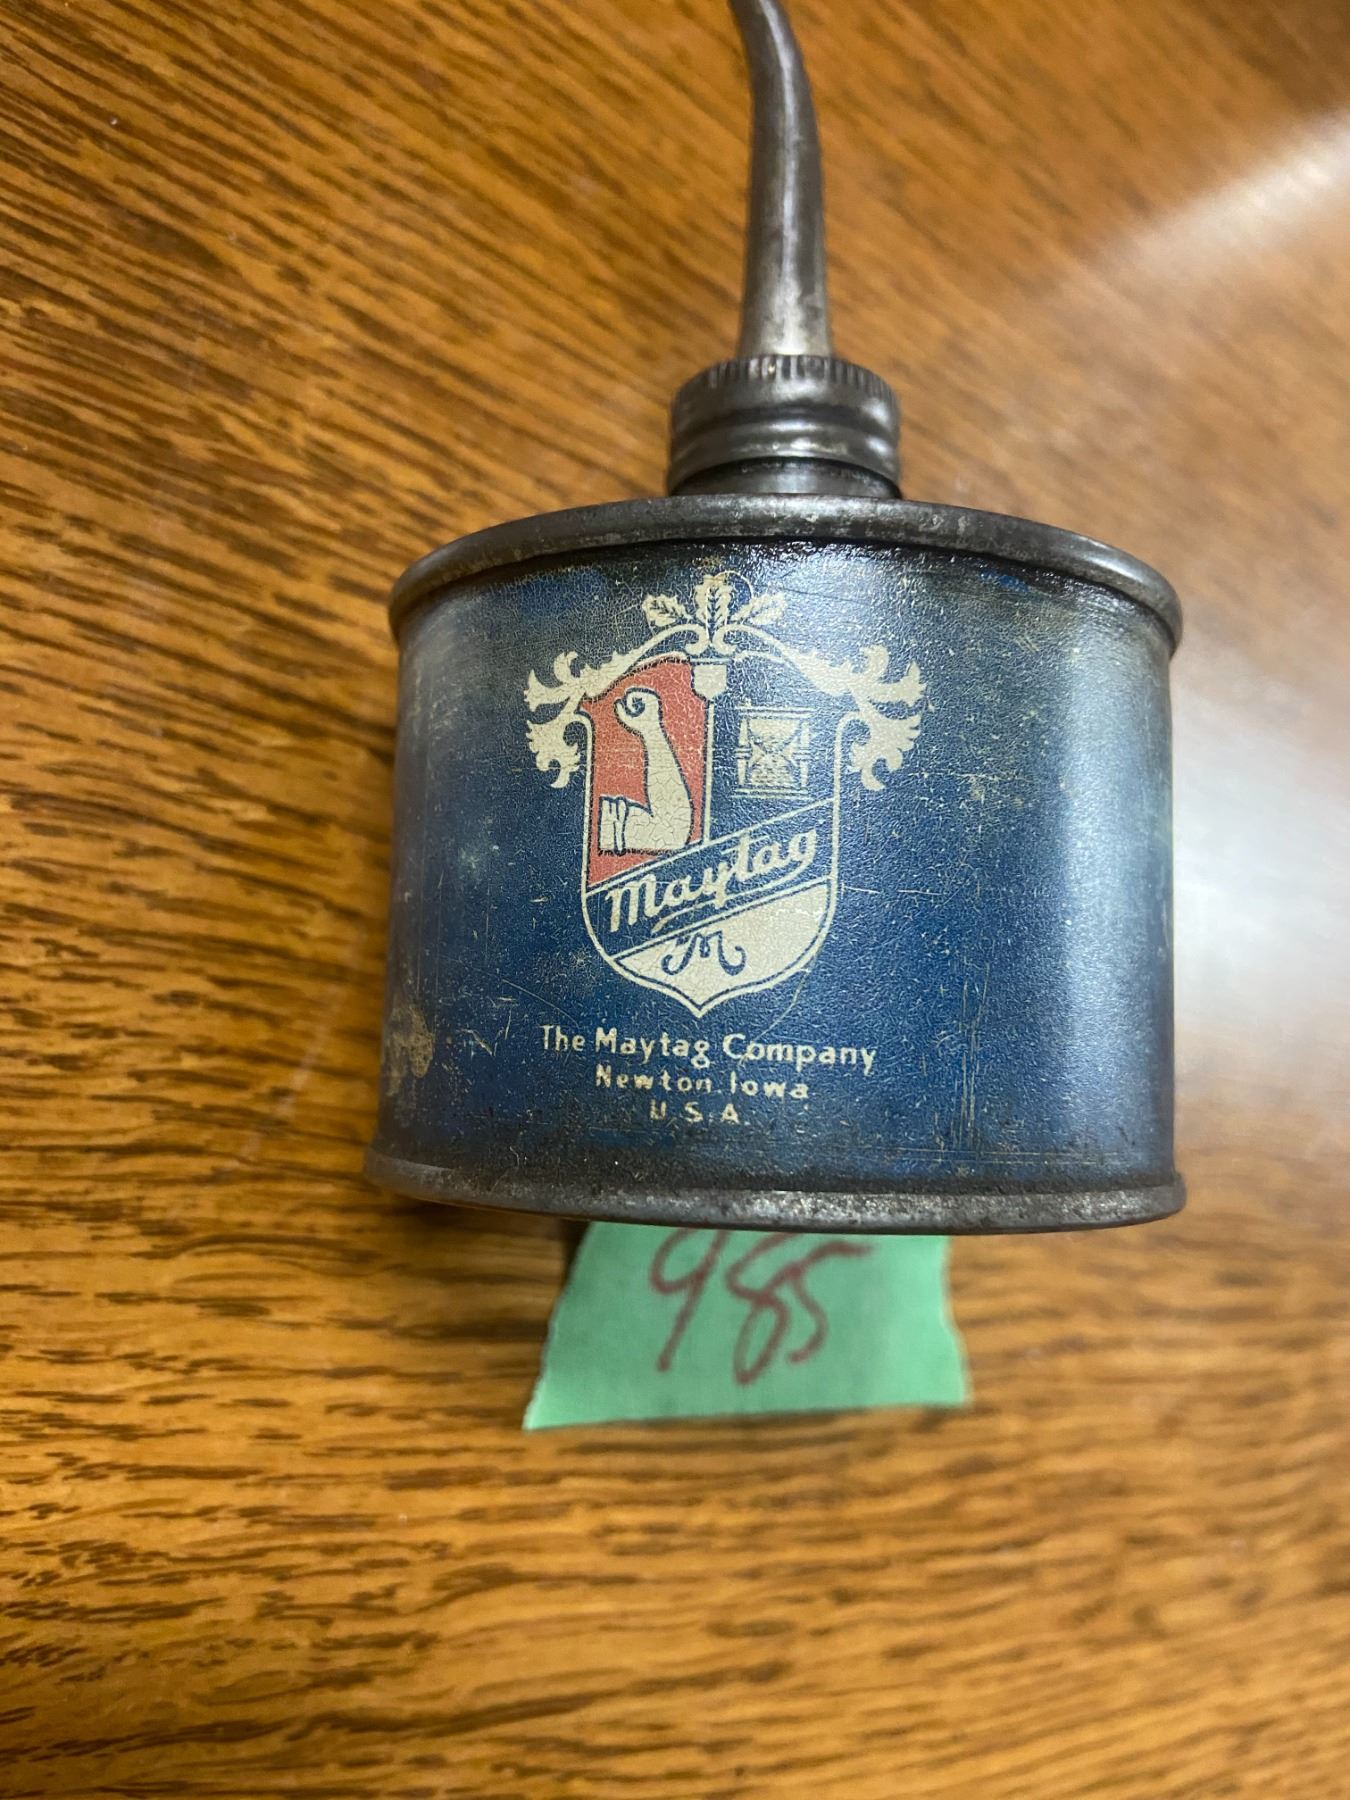 Maytag
M
The Maytag Company
Newton, Iowa
U.S.A.
985